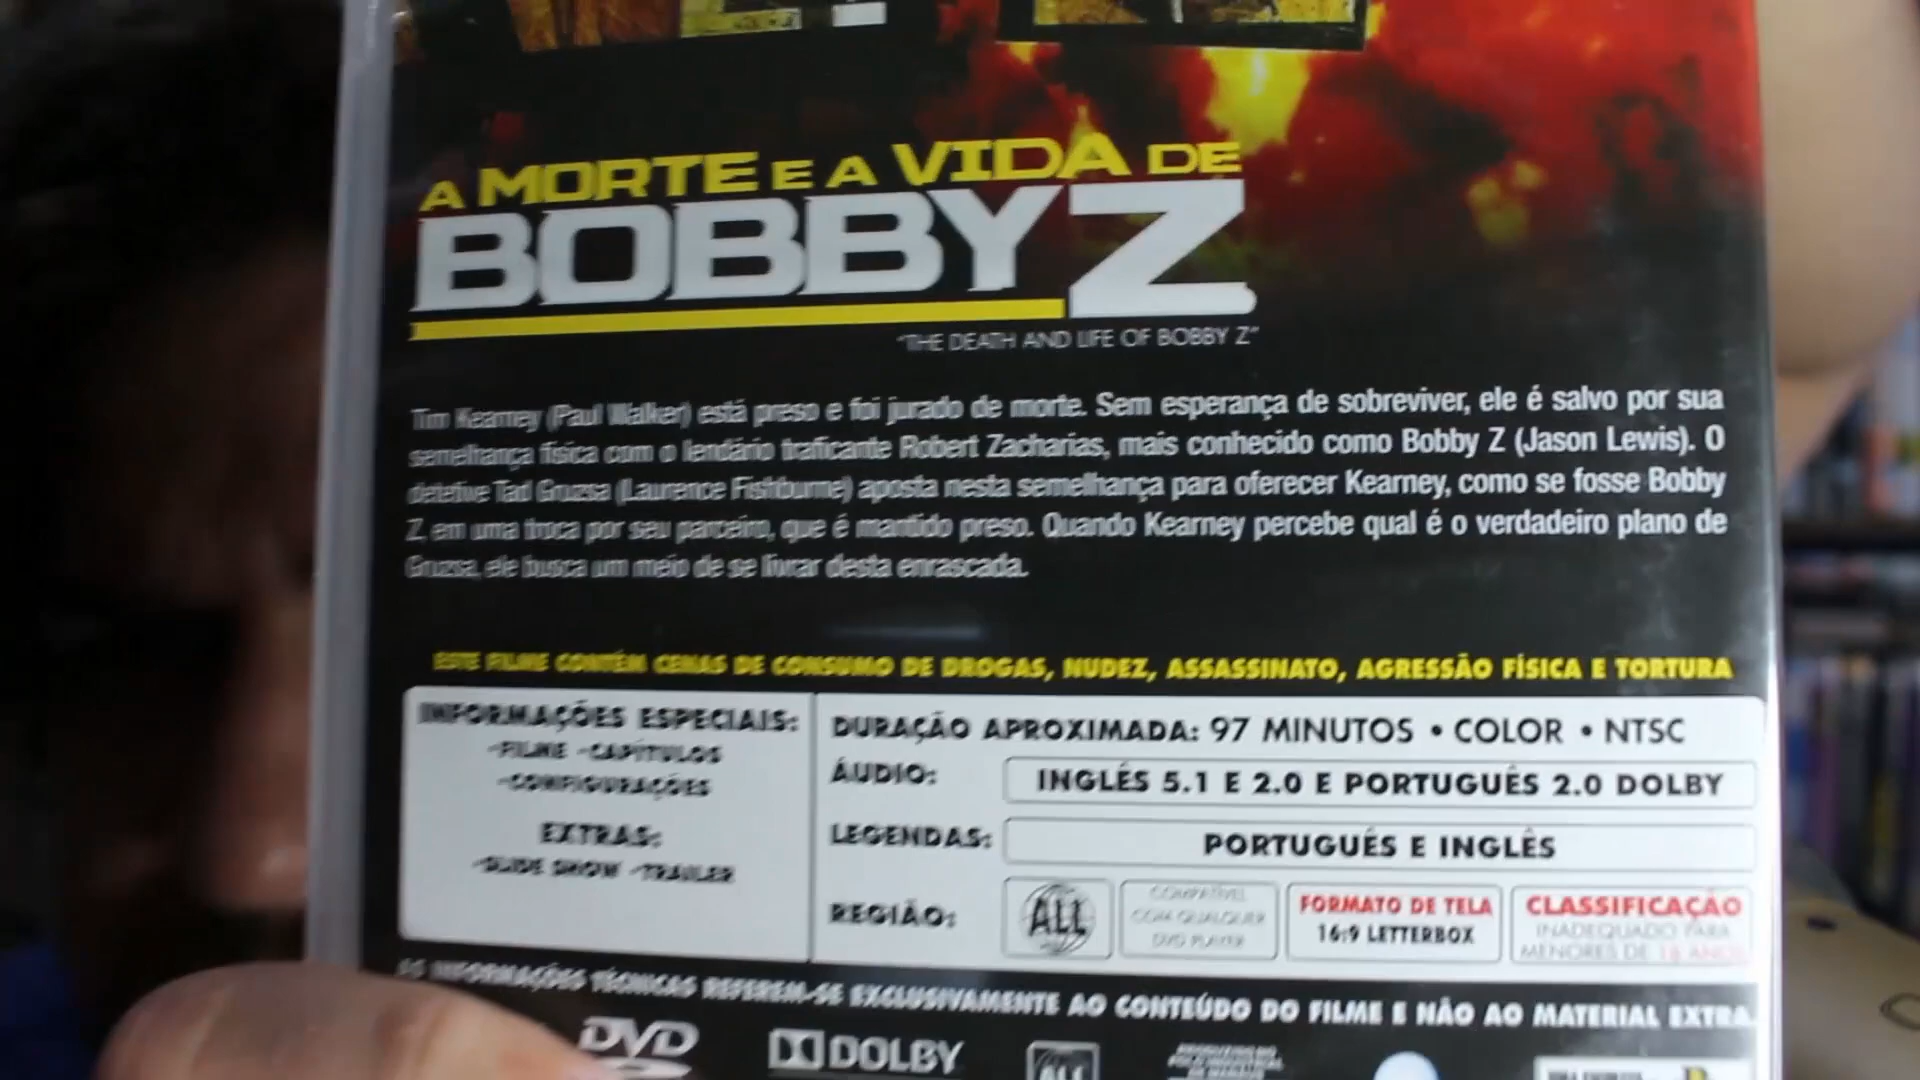 A MORTE E A VIDA DE
BOBBY Z
"THE DEATH AND LIFE OF BOBBY Z"
Tim Kearney (Paul Walker) está preso e foi jurado de morte. Sem esperança de sobreviver, ele é salvo por sua
semelhança física com o lendário traficante Robert Zacharias, mais conhecido como Bobby Z (Jason Lewis). O
detetive Tad Gruzsa (Laurence Fishburne) aposta nesta semelhança para oferecer Kearney, como se fosse Bobby
Z, em uma troca por seu parceiro, que é mantido preso. Quando Kearney percebe qual é o verdadeiro plano de
Gruzsa, ele busca um meio de se livrar desta enrascada.
ESTE FILME CONTÉM CENAS DE CONSUMO DE DROGAS, NUDEZ, ASSASSINATO, AGRESSÃO FÍSICA E TORTURA
INFORMAÇÕES ESPECIAIS:
-FILME -CAPÍTULOS
-CONFIGURAÇÕES
EXTRAS:
-SLIDE SHOW -TRAILER
DURAÇÃO APROXIMADA: 97 MINUTOS • COLOR • NTSC
ÁUDIO: INGLÊS 5.1 E 2.0 E PORTUGUÊS 2.0 DOLBY
LEGENDAS: PORTUGUÊS E INGLÊS
REGIÃO: ALL
COMPATÍVEL
COM QUALQUER
DVD PLAYER
FORMATO DE TELA
16:9 LETTERBOX
CLASSIFICAÇÃO
INADEQUADO PARA
MENORES DE 16 ANOS
AS INFORMAÇÕES TÉCNICAS REFEREM-SE EXCLUSIVAMENTE AO CONTEÚDO DO FILME E NÃO AO MATERIAL EXTRA.
DVD DOLBY ALL